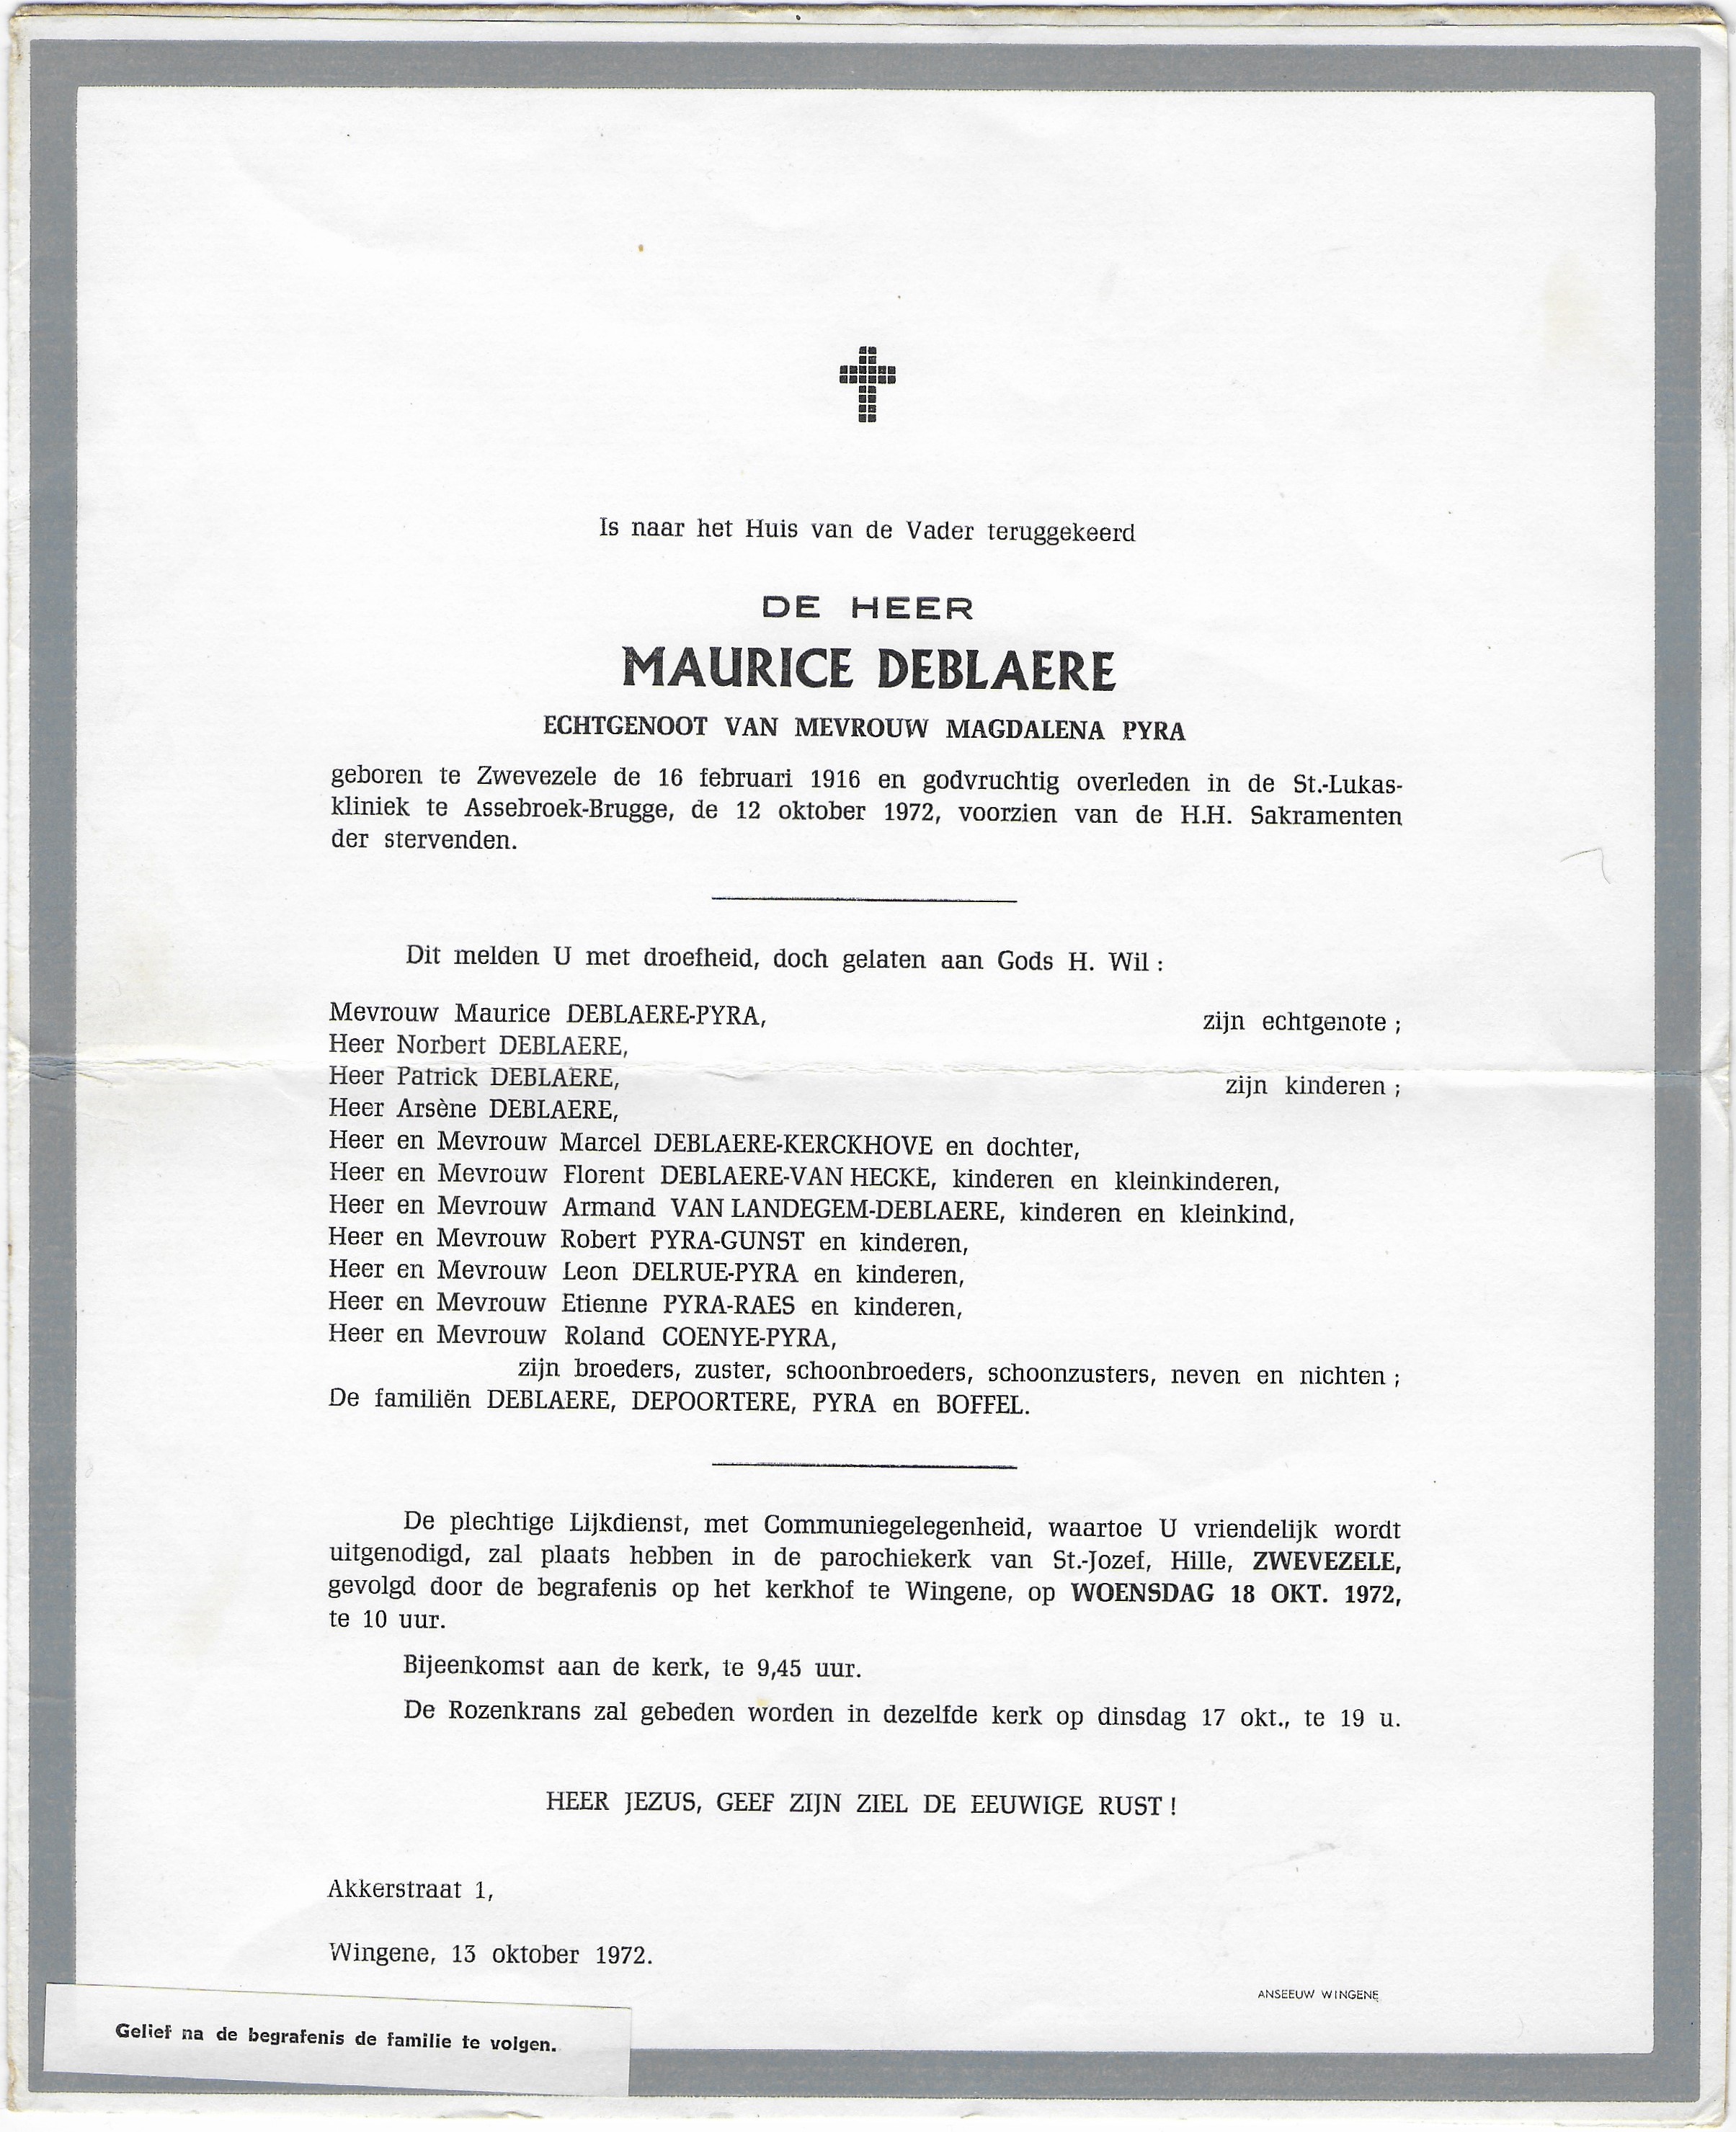 Is naar het Huis van de Vader teruggekeerd
DE HEER
MAURICE DEBLAERE
ECHTGENOOT VAN MEVROUW MAGDALENA PYRA
geboren te Zwevezele de 16 februari 1916 en godvruchtig overleden in de St.-Lukas-
kliniek te Assebroek-Brugge, de 12 oktober 1972, voorzien van de H.H. Sakramenten
der stervenden.
Dit melden U met droefheid, doch gelaten aan Gods H. Wil :
Mevrouw Maurice DEBLAERE-PYRA, zijn echtgenote ;
Heer Norbert DEBLAERE,
Heer Patrick DEBLAERE, zijn kinderen ;
Heer Arsène DEBLAERE,
Heer en Mevrouw Marcel DEBLAERE-KERCKHOVE en dochter,
Heer en Mevrouw Florent DEBLAERE-VAN HECKE, kinderen en kleinkinderen,
Heer en Mevrouw Armand VAN LANDEGEM-DEBLAERE, kinderen en kleinkind,
Heer en Mevrouw Robert PYRA-GUNST en kinderen,
Heer en Mevrouw Leon DELRUE-PYRA en kinderen,
Heer en Mevrouw Etienne PYRA-RAES en kinderen,
Heer en Mevrouw Roland COENYE-PYRA,
zijn broeders, zuster, schoonbroeders, schoonzusters, neven en nichten ;
De familiën DEBLAERE, DEPOORTERE, PYRA en BOFFEL.
De plechtige Lijkdienst, met Communiegelegenheid, waartoe U vriendelijk wordt
uitgenodigd, zal plaats hebben in de parochiekerk van St.-Jozef, Hille, ZWEVEZELE,
gevolgd door de begrafenis op het kerkhof te Wingene, op WOENSDAG 18 OKT. 1972,
te 10 uur.
Bijeenkomst aan de kerk, te 9,45 uur.
De Rozenkrans zal gebeden worden in dezelfde kerk op dinsdag 17 okt., te 19 u.
HEER JEZUS, GEEF ZIJN ZIEL DE EEUWIGE RUST !
Akkerstraat 1,
Wingene, 13 oktober 1972.
ANSEEUW WINGENE
Gelief na de begrafenis de familie te volgen.